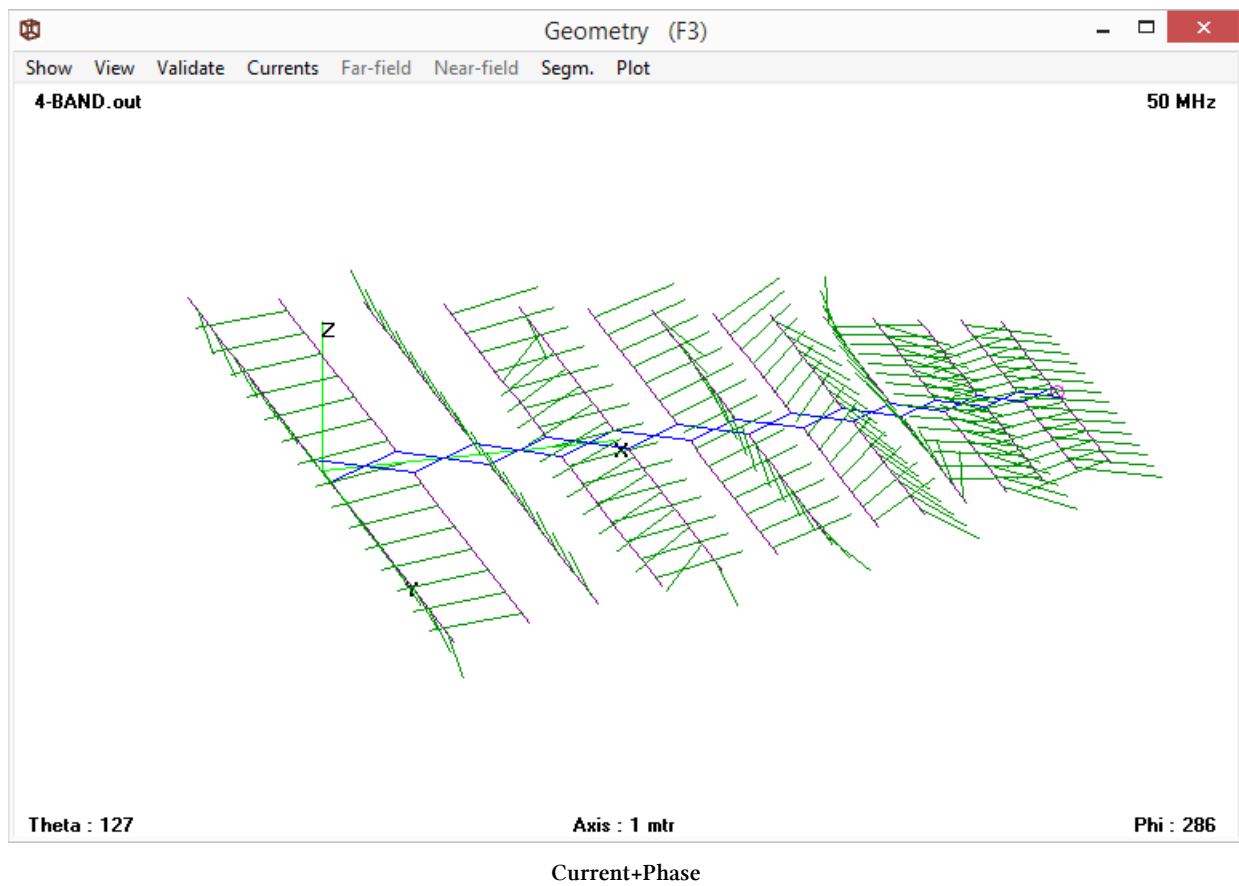 Geometry (F3)
Show View Validate Currents Far-field Near-field Segm. Plot
4-BAND.out
50 MHz
Z
X
Y
Theta : 127
Axis : 1 mtr
Phi : 286
Current+Phase